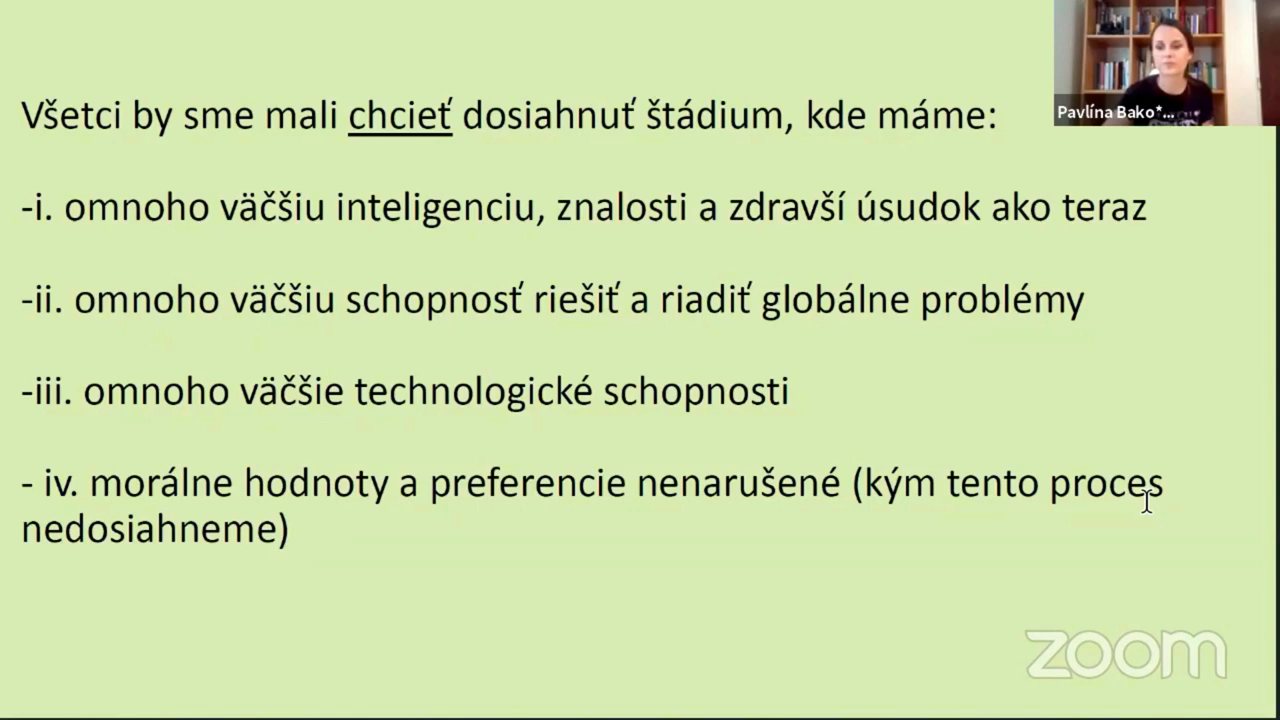 Všetci by sme mali chcieť dosiahnuť štádium, kde máme:
-i. omnoho väčšiu inteligenciu, znalosti a zdravší úsudok ako teraz
-ii. omnoho väčšiu schopnosť riešiť a riadiť globálne problémy
-iii. omnoho väčšie technologické schopnosti
- iv. morálne hodnoty a preferencie nenarušené (kým tento proces
nedosiahneme)
Pavlína Bako*...
zoom